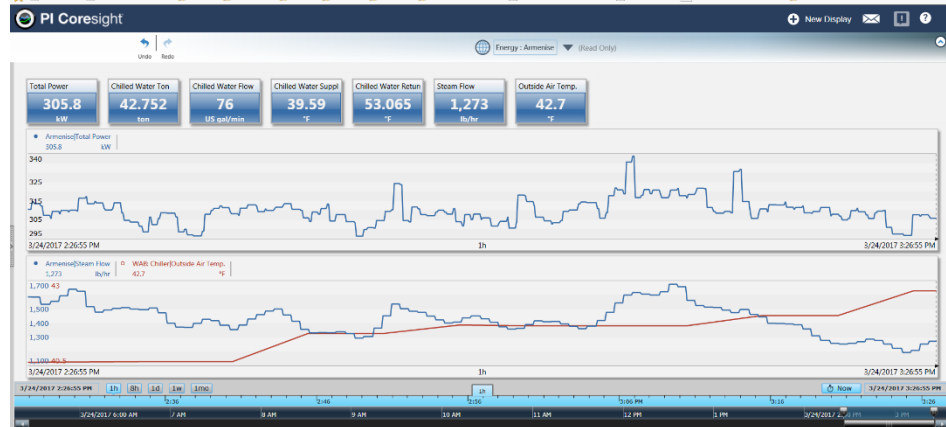 PI Coresight
New Display
?
Undo Redo
Energy : Armenise (Read Only)
Total Power
305.8
kW
Chilled Water Ton
42.752
ton
Chilled Water Flow
76
US gal/min
Chilled Water Suppl
39.59
°F
Chilled Water Retun
53.065
°F
Steam Flow
1,273
lb/hr
Outside Air Temp.
42.7
°F
Armenise|Total Power
305.8 kW
340
325
315
305
295
3/24/2017 2:26:55 PM 1h 3/24/2017 3:26:55 PM
Armenise|Steam Flow WAB: Chiller|Outside Air Temp.
1,273 lb/hr 42.7 °F
1,700 43
1,500
1,400
1,300
1,100 40.5
3/24/2017 2:26:55 PM 1h 3/24/2017 3:26:55 PM
3/24/2017 2:26:55 PM 1h 8h 1d 1w 1mo 1h Now 3/24/2017 3:26:55 PM
2:36 2:46 2:56 3:06 PM 3:16 3:26
3/24/2017 6:00 AM 7 AM 8 AM 9 AM 10 AM 11 AM 12 PM 1 PM 3/24/2017 3 PM